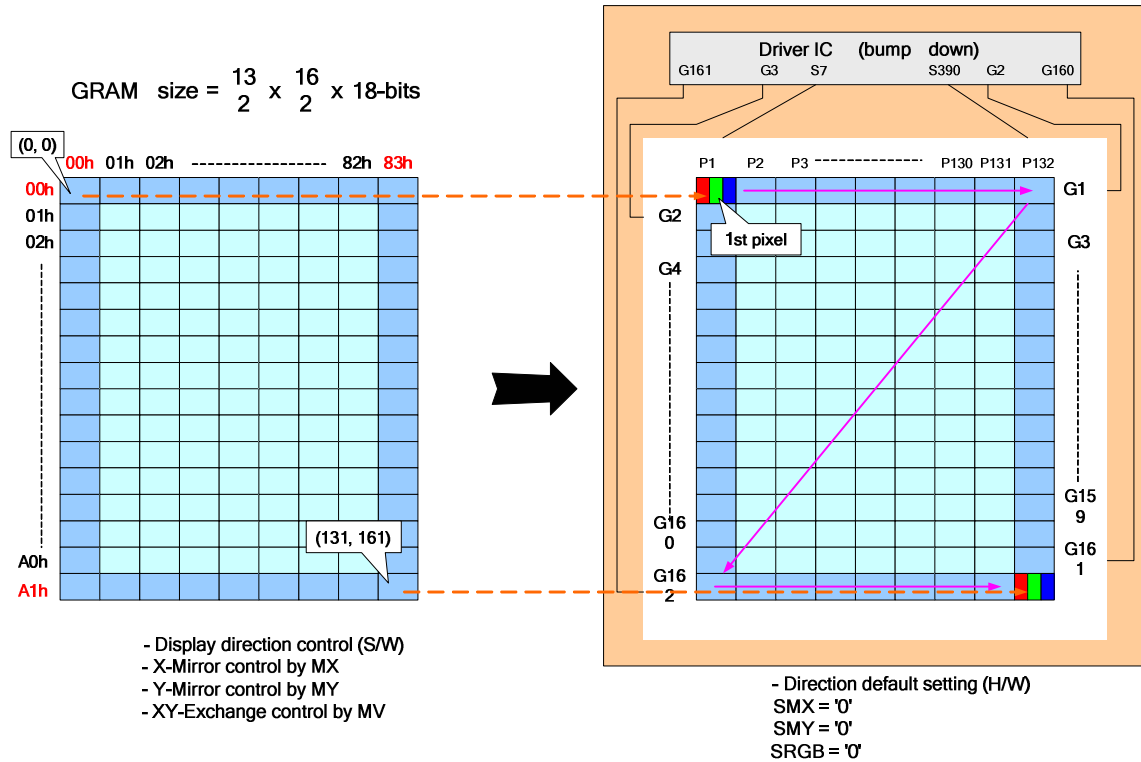 GRAM size = 13/2 x 16/2 x 18-bits
(0, 0)
00h 01h 02h 82h 83h
00h
01h
02h
A0h
A1h
(131, 161)
- Display direction control (S/W)
- X-Mirror control by MX
- Y-Mirror control by MY
- XY-Exchange control by MV
Driver IC (bump down)
G161 G3 S7 S390 G2 G160
P1 P2 P3 P130 P131 P132
G1
G2
1st pixel
G3
G4
G15
9
G16
0
G16
1
G16
2
- Direction default setting (H/W)
SMX = '0'
SMY = '0'
SRGB = '0'